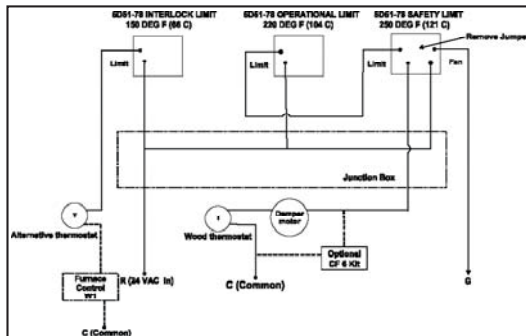 5D51-78 INTERLOCK LIMIT
150 DEG F (66 C)
5D51-78 OPERATIONAL LIMIT
220 DEG F (104 C)
5D51-78 SAFETY LIMIT
250 DEG F (121 C)
Remove Jumper
Limit
Limit
Limit
Fan
Junction Box
Alternative thermostat
Wood thermostat
Damper
motor
Optional
CF 6 Kit
Furnace
Control
W1
R (24 VAC In)
C (Common)
G
C (Common)